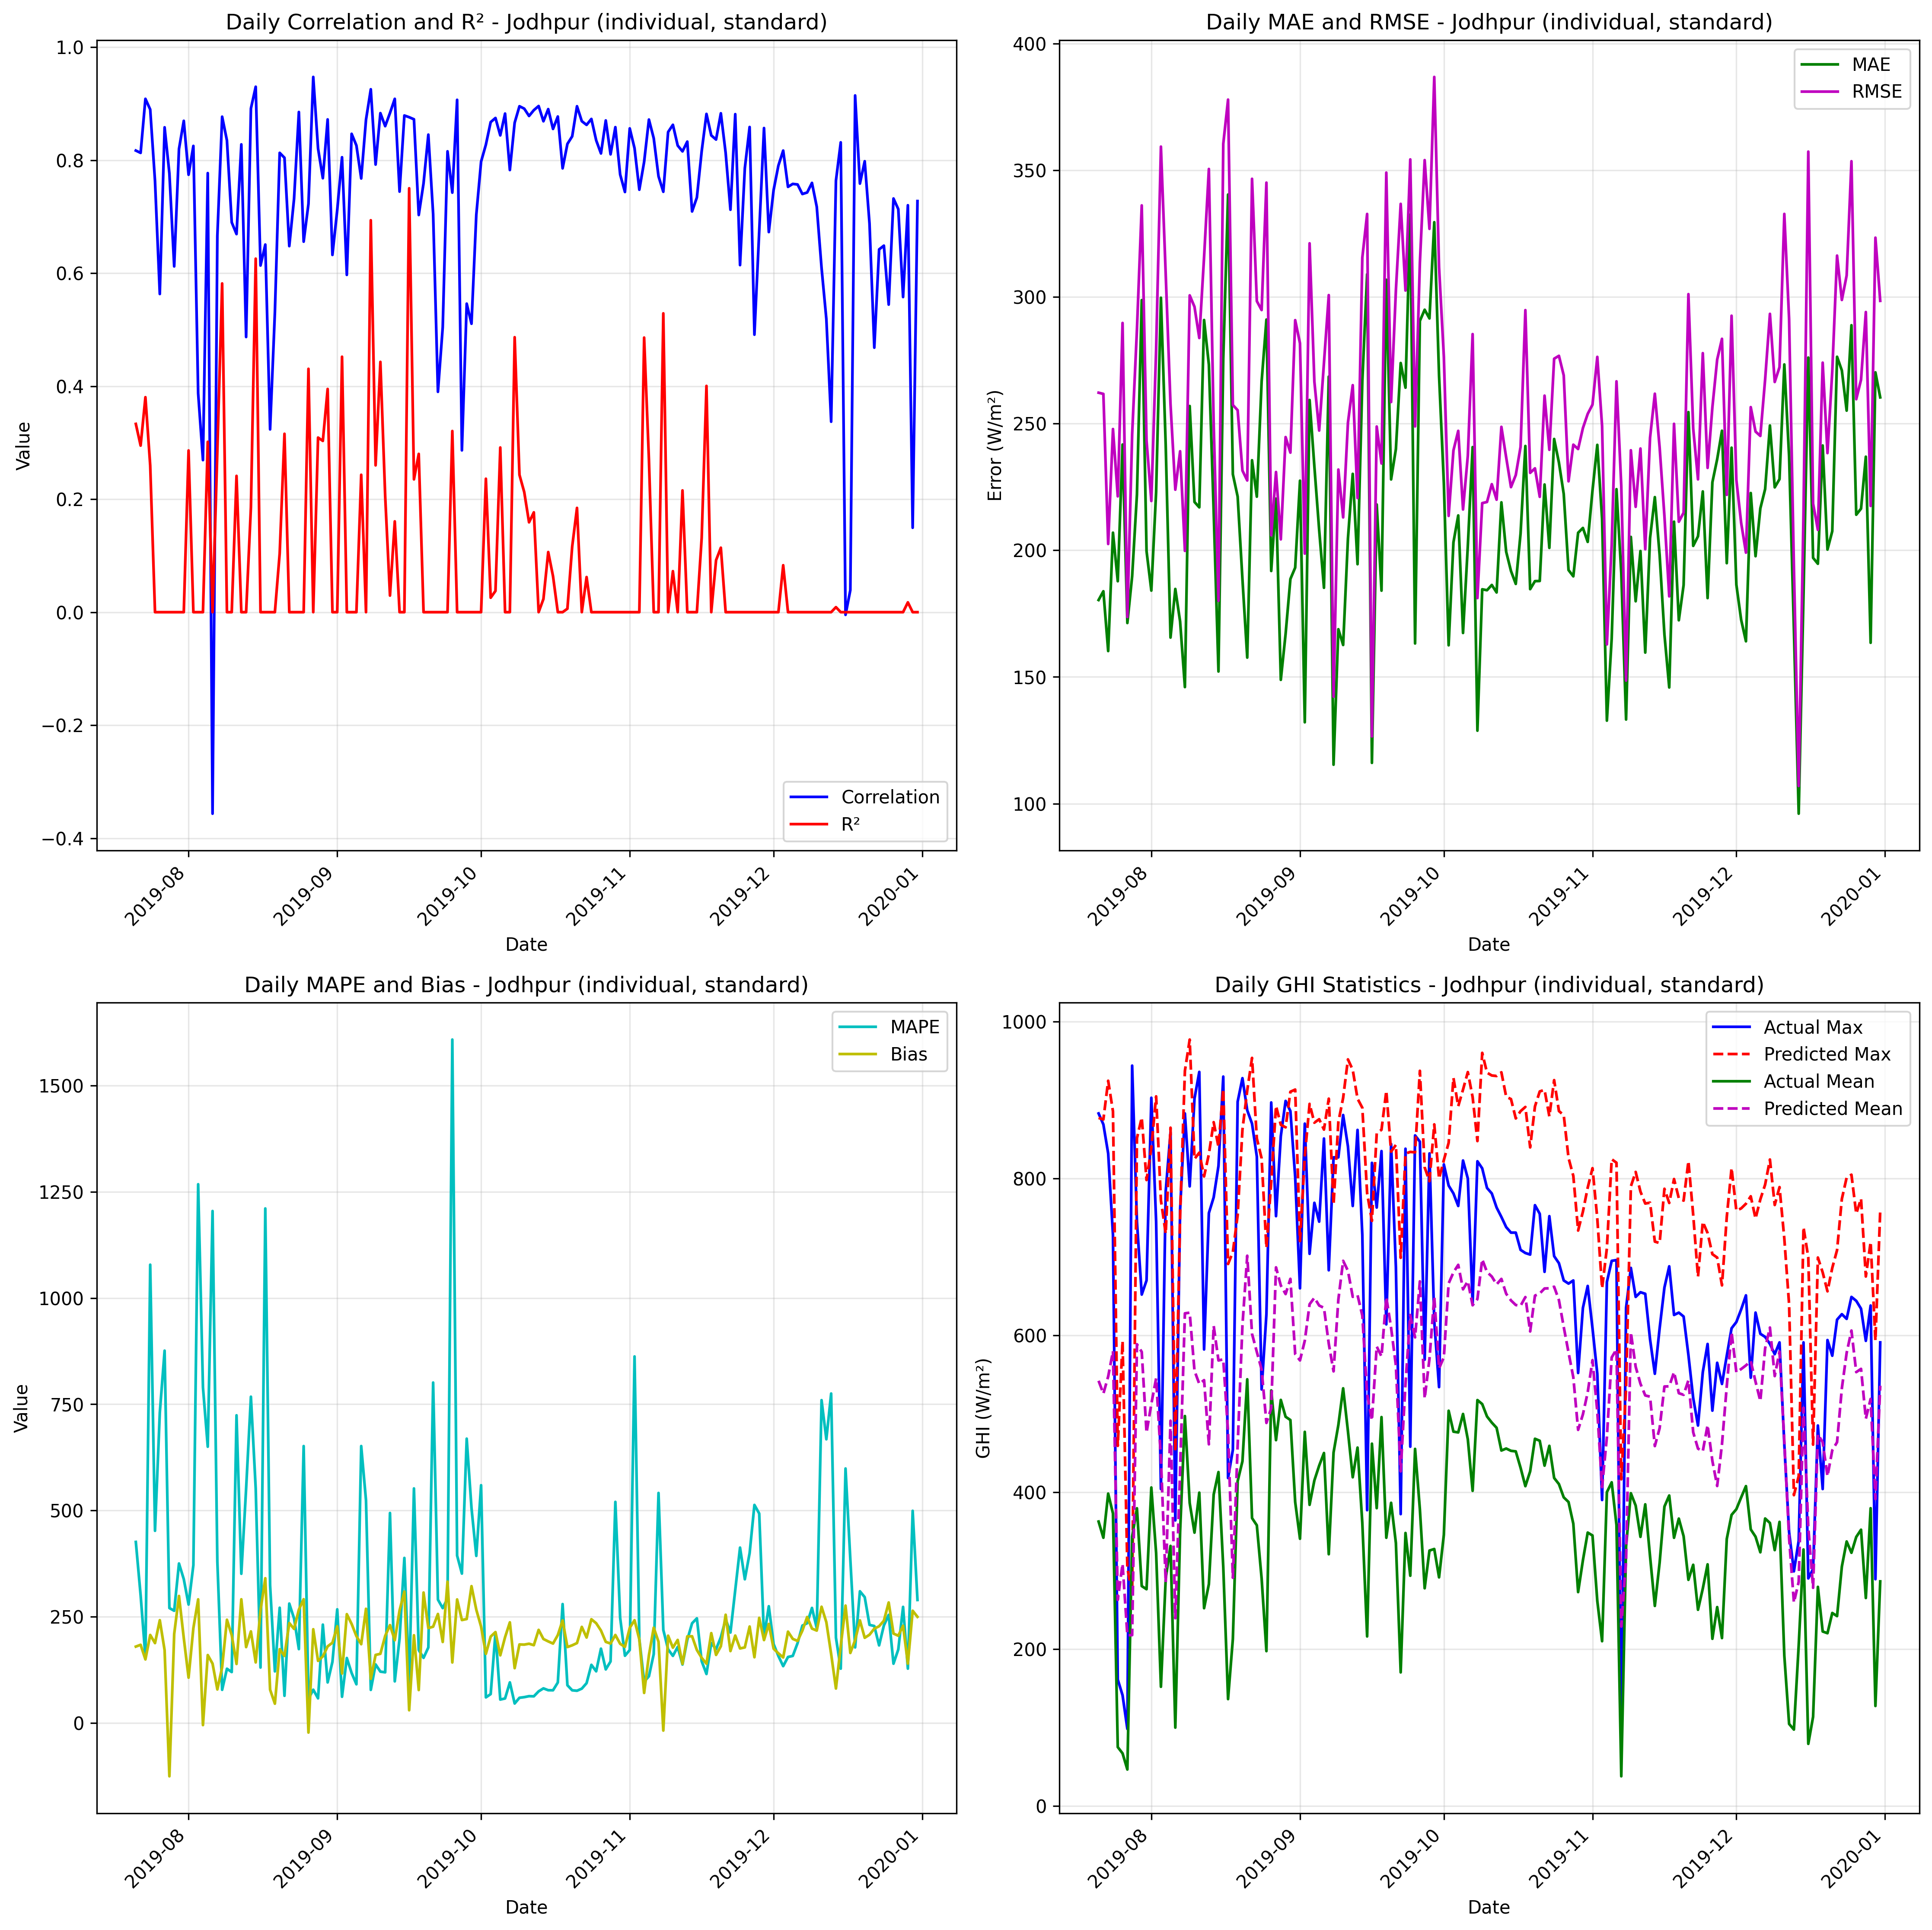 Daily Correlation and R² - Jodhpur (individual, standard)
1.0
0.8
0.6
0.4
0.2
0.0
−0.2
−0.4
Value
Correlation
R²
2019-08
2019-09
2019-10
2019-11
2019-12
2020-01
Date
Daily MAE and RMSE - Jodhpur (individual, standard)
400
350
300
250
200
150
100
Error (W/m²)
MAE
RMSE
2019-08
2019-09
2019-10
2019-11
2019-12
2020-01
Date
Daily MAPE and Bias - Jodhpur (individual, standard)
1500
1250
1000
750
500
250
0
Value
MAPE
Bias
2019-08
2019-09
2019-10
2019-11
2019-12
2020-01
Date
Daily GHI Statistics - Jodhpur (individual, standard)
1000
800
600
400
200
0
GHI (W/m²)
Actual Max
Predicted Max
Actual Mean
Predicted Mean
2019-08
2019-09
2019-10
2019-11
2019-12
2020-01
Date